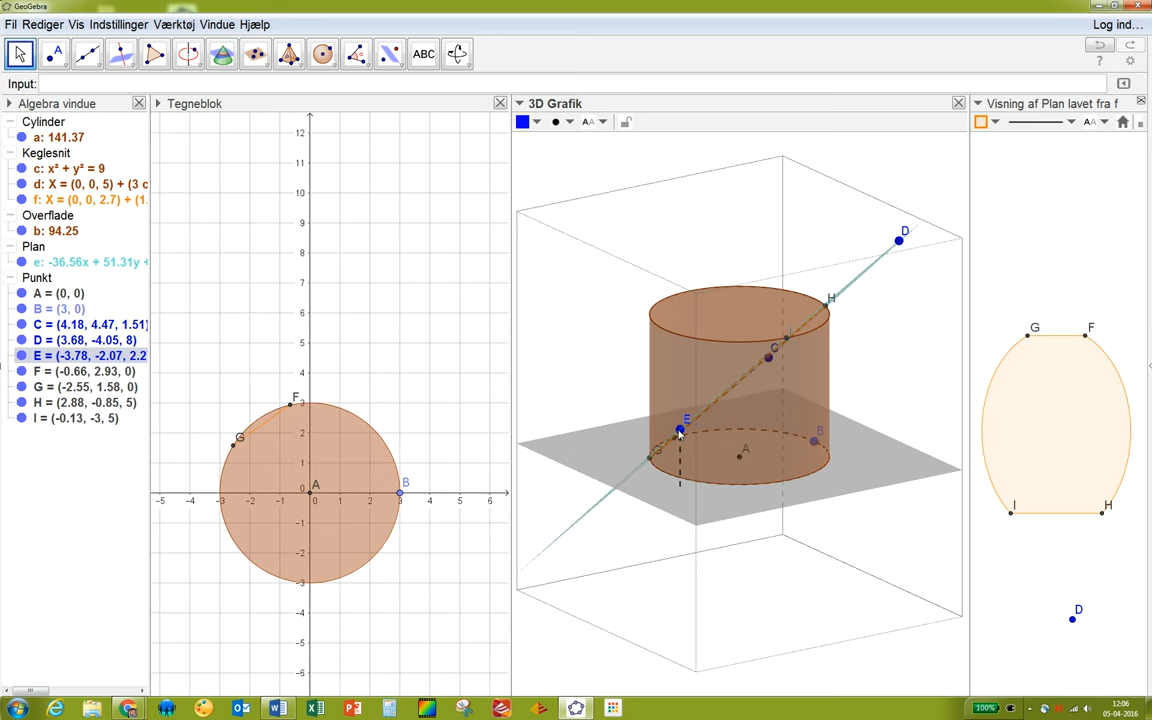 GeoGebra
Fil Rediger Vis Indstillinger Værktøj Vindue Hjælp
Log ind...
ABC
Input:
Algebra vindue
Tegneblok
3D Grafik
Visning af Plan lavet fra f
AA
AA
Cylinder
a: 141.37
Keglesnit
c: x² + y² = 9
d: X = (0, 0, 5) + (3 c
f: X = (0, 0, 2.7) + (1.
Overflade
b: 94.25
Plan
e: -36.56x + 51.31y +
Punkt
A = (0, 0)
B = (3, 0)
C = (4.18, 4.47, 1.51)
D = (3.68, -4.05, 8)
E = (-3.78, -2.07, 2.2
F = (-0.66, 2.93, 0)
G = (-2.55, 1.58, 0)
H = (2.88, -0.85, 5)
I = (-0.13, -3, 5)
12
11
10
9
8
7
6
5
4
3
2
1
0
-1
-2
-3
-4
-5
-6
-5 -4 -3 -2 -1 0 1 2 3 4 5 6
F
G
A
B
D
H
I
C
E
G
A
B
G
F
I
H
D
100%
12:06
05-04-2016